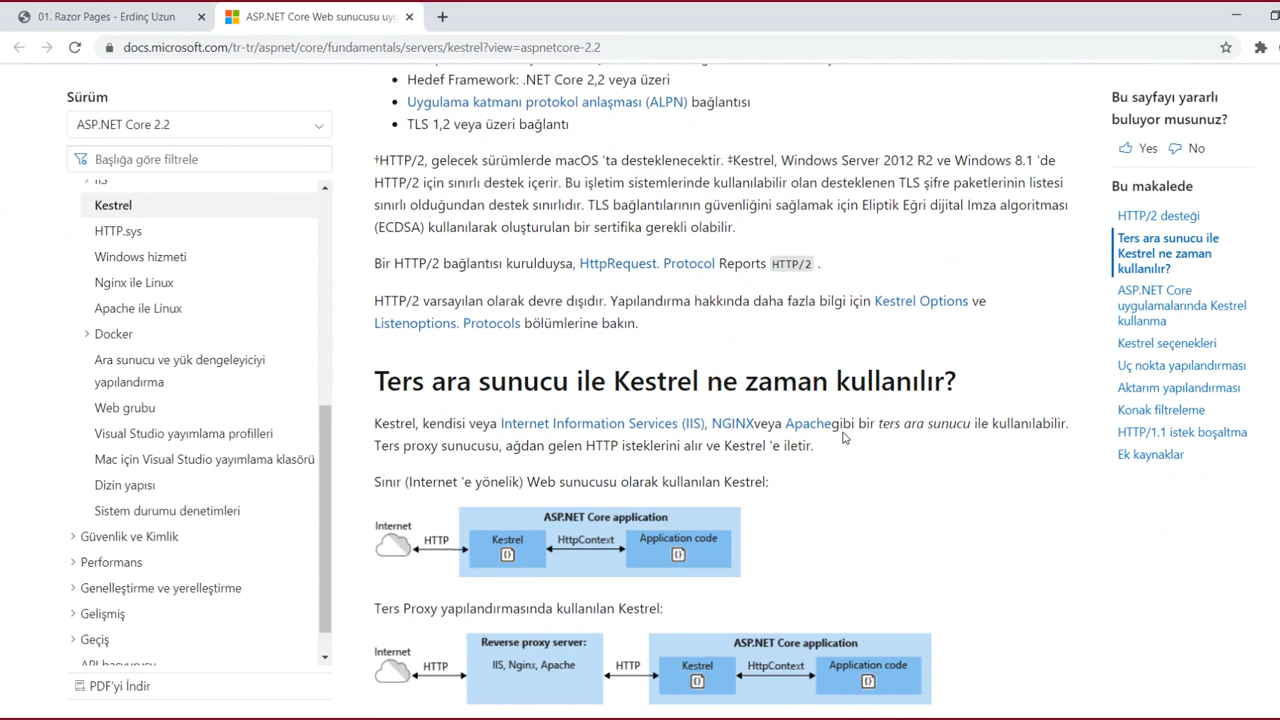 01. Razor Pages - Erdinç Uzun
ASP.NET Core Web sunucusu uyg
docs.microsoft.com/tr-tr/aspnet/core/fundamentals/servers/kestrel?view=aspnetcore-2.2
Sürüm
ASP.NET Core 2.2
Başlığa göre filtrele
IIS
Kestrel
HTTP.sys
Windows hizmeti
Nginx ile Linux
Apache ile Linux
Docker
Ara sunucu ve yük dengeleyiciyi
yapılandırma
Web grubu
Visual Studio yayımlama profilleri
Mac için Visual Studio yayımlama klasörü
Dizin yapısı
Sistem durumu denetimleri
Güvenlik ve Kimlik
Performans
Genelleştirme ve yerelleştirme
Gelişmiş
Geçiş
API başvurusu
PDF'yi İndir
Hedef Framework: .NET Core 2,2 veya üzeri
Uygulama katmanı protokol anlaşması (ALPN) bağlantısı
TLS 1,2 veya üzeri bağlantı
†HTTP/2, gelecek sürümlerde macOS 'ta desteklenecektir. ‡Kestrel, Windows Server 2012 R2 ve Windows 8.1 'de
HTTP/2 için sınırlı destek içerir. Bu işletim sistemlerinde kullanılabilir olan desteklenen TLS şifre paketlerinin listesi
sınırlı olduğundan destek sınırlıdır. TLS bağlantılarının güvenliğini sağlamak için Eliptik Eğri dijital Imza algoritması
(ECDSA) kullanılarak oluşturulan bir sertifika gerekli olabilir.
Bir HTTP/2 bağlantısı kurulduysa, HttpRequest. Protocol Reports HTTP/2 .
HTTP/2 varsayılan olarak devre dışıdır. Yapılandırma hakkında daha fazla bilgi için Kestrel Options ve
Listenoptions. Protocols bölümlerine bakın.
Ters ara sunucu ile Kestrel ne zaman kullanılır?
Kestrel, kendisi veya Internet Information Services (IIS), NGINXveya Apachegibi bir ters ara sunucu ile kullanılabilir.
Ters proxy sunucusu, ağdan gelen HTTP isteklerini alır ve Kestrel 'e iletir.
Sınır (Internet 'e yönelik) Web sunucusu olarak kullanılan Kestrel:
ASP.NET Core application
Internet
HTTP
Kestrel
HttpContext
Application code
Ters Proxy yapılandırmasında kullanılan Kestrel:
Internet
HTTP
Reverse proxy server:
IIS, Nginx, Apache
HTTP
ASP.NET Core application
Kestrel
HttpContext
Application code
Bu sayfayı yararlı
buluyor musunuz?
Yes No
Bu makalede
HTTP/2 desteği
Ters ara sunucu ile
Kestrel ne zaman
kullanılır?
ASP.NET Core
uygulamalarında Kestrel
kullanma
Kestrel seçenekleri
Uç nokta yapılandırması
Aktarım yapılandırması
Konak filtreleme
HTTP/1.1 istek boşaltma
Ek kaynaklar